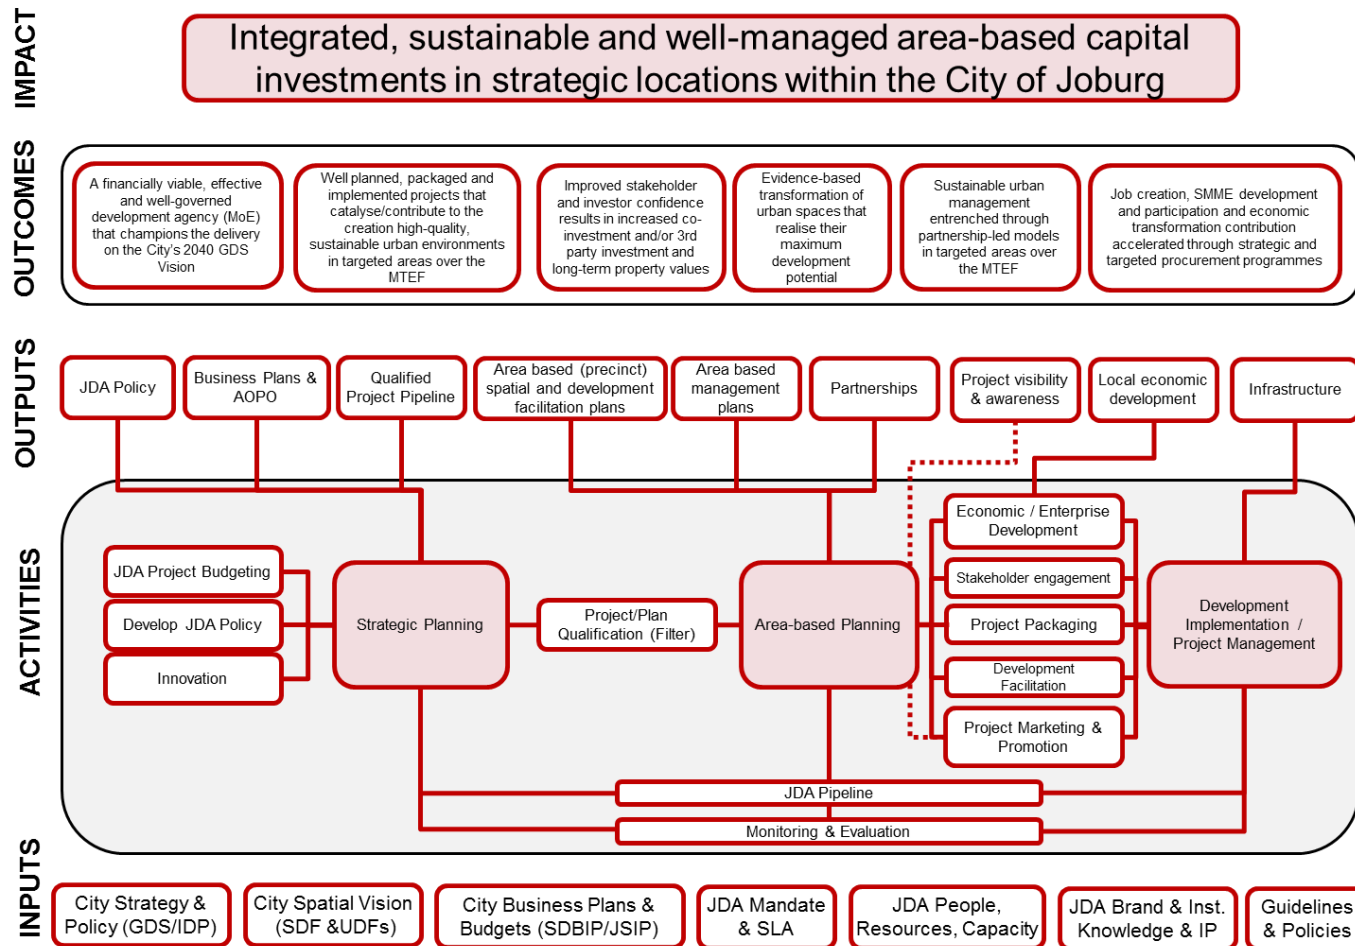 IMPACT
Integrated, sustainable and well-managed area-based capital
investments in strategic locations within the City of Joburg
OUTCOMES
A financially viable, effective
and well-governed
development agency (MoE)
that champions the delivery
on the City's 2040 GDS
Vision
Well planned, packaged and
implemented projects that
catalyse/contribute to the
creation high-quality,
sustainable urban environments
in targeted areas over the
MTEF
Improved stakeholder
and investor confidence
results in increased co-
investment and/or 3rd
party investment and
long-term property values
Evidence-based
transformation of
urban spaces that
realise their
maximum
development
potential
Sustainable urban
management
entrenched through
partnership-led models
in targeted areas over
the MTEF
Job creation, SMME development
and participation and economic
transformation contribution
accelerated through strategic and
targeted procurement programmes
OUTPUTS
JDA Policy
Business Plans &
AOPO
Qualified
Project Pipeline
Area based (precinct)
spatial and development
facilitation plans
Area based
management
plans
Partnerships
Project visibility
& awareness
Local economic
development
Infrastructure
ACTIVITIES
JDA Project Budgeting
Develop JDA Policy
Innovation
Strategic Planning
Project/Plan
Qualification (Filter)
Area-based Planning
Economic / Enterprise
Development
Stakeholder engagement
Project Packaging
Development
Facilitation
Project Marketing &
Promotion
Development
Implementation /
Project Management
JDA Pipeline
Monitoring & Evaluation
INPUTS
City Strategy &
Policy (GDS/IDP)
City Spatial Vision
(SDF &UDFs)
City Business Plans &
Budgets (SDBIP/JSIP)
JDA Mandate
& SLA
JDA People,
Resources, Capacity
JDA Brand & Inst.
Knowledge & IP
Guidelines
& Policies